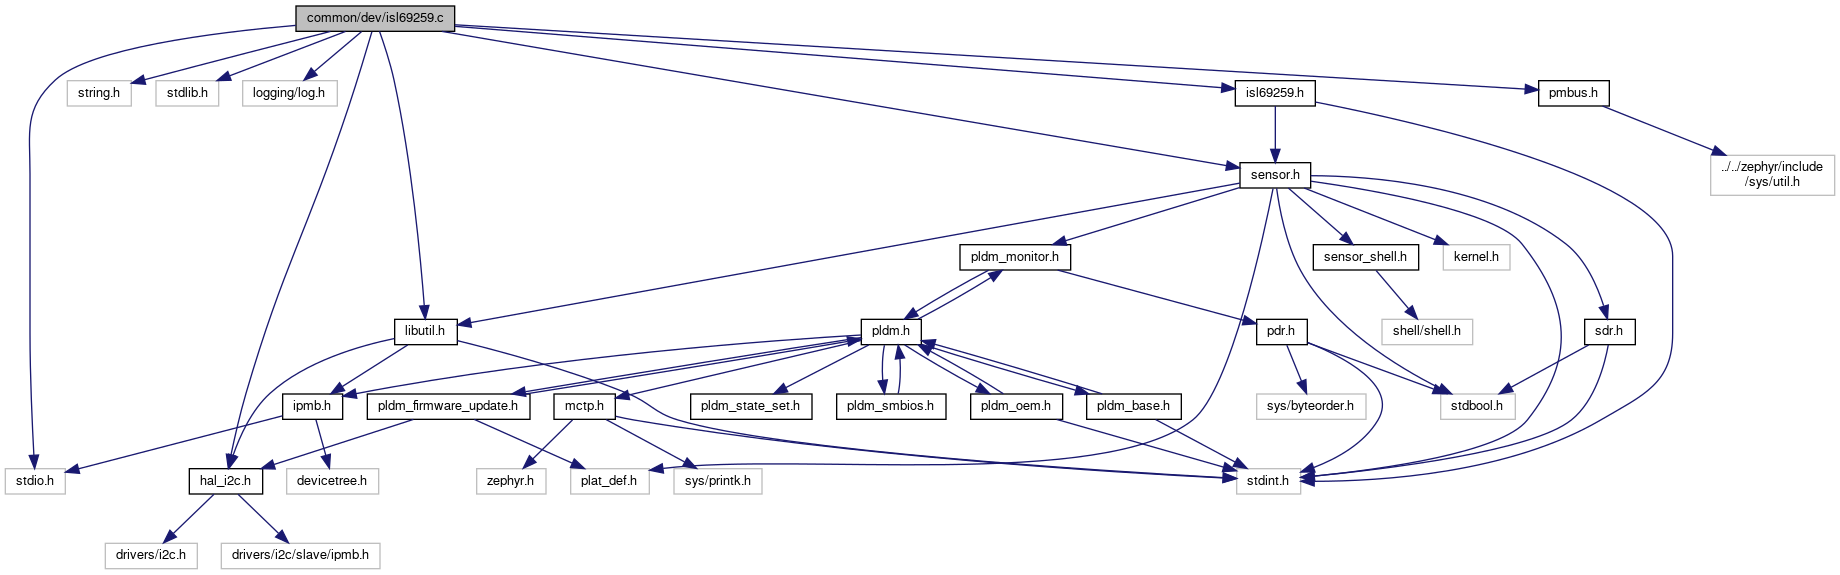 common/dev/isl69259.c
string.h
stdlib.h
logging/log.h
isl69259.h
pmbus.h
sensor.h
../../zephyr/include
/sys/util.h
pldm_monitor.h
sensor_shell.h
kernel.h
libutil.h
pldm.h
pdr.h
shell/shell.h
sdr.h
ipmb.h
pldm_firmware_update.h
mctp.h
pldm_state_set.h
pldm_smbios.h
pldm_oem.h
pldm_base.h
sys/byteorder.h
stdbool.h
stdio.h
hal_i2c.h
devicetree.h
zephyr.h
plat_def.h
sys/printk.h
stdint.h
drivers/i2c.h
drivers/i2c/slave/ipmb.h